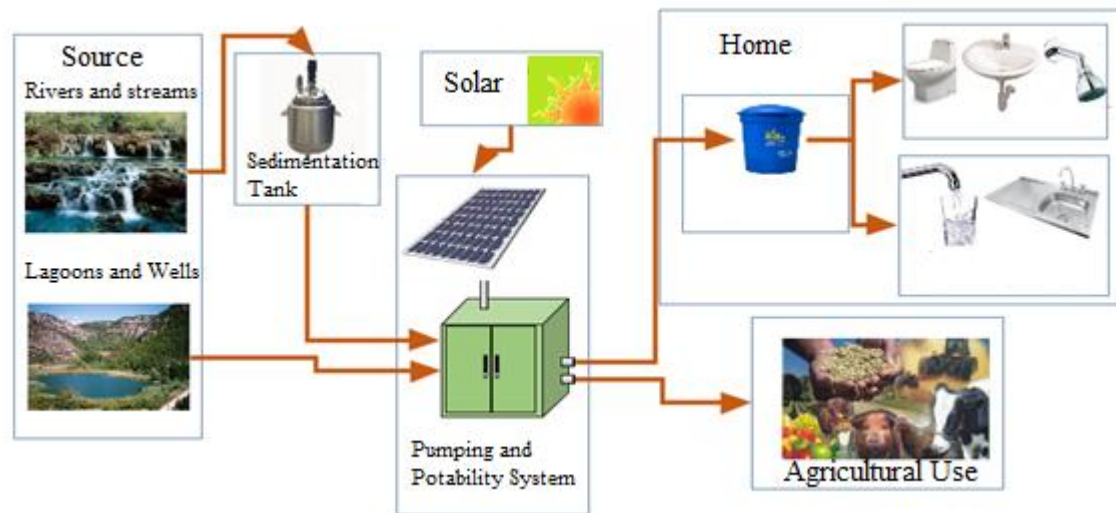 Source
Rivers and streams
Lagoons and Wells
Sedimentation
Tank
Solar
Pumping and
Potability System
Home
Agricultural Use